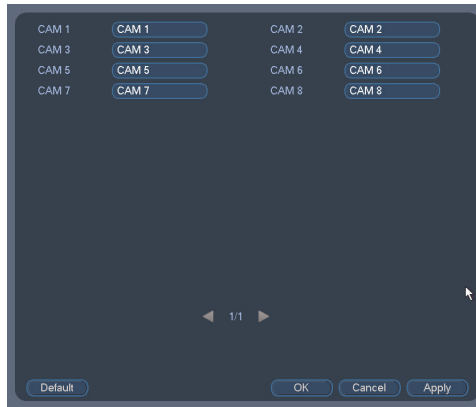 CAM 1 CAM 1 CAM 2 CAM 2
CAM 3 CAM 3 CAM 4 CAM 4
CAM 5 CAM 5 CAM 6 CAM 6
CAM 7 CAM 7 CAM 8 CAM 8
1/1
Default OK Cancel Apply